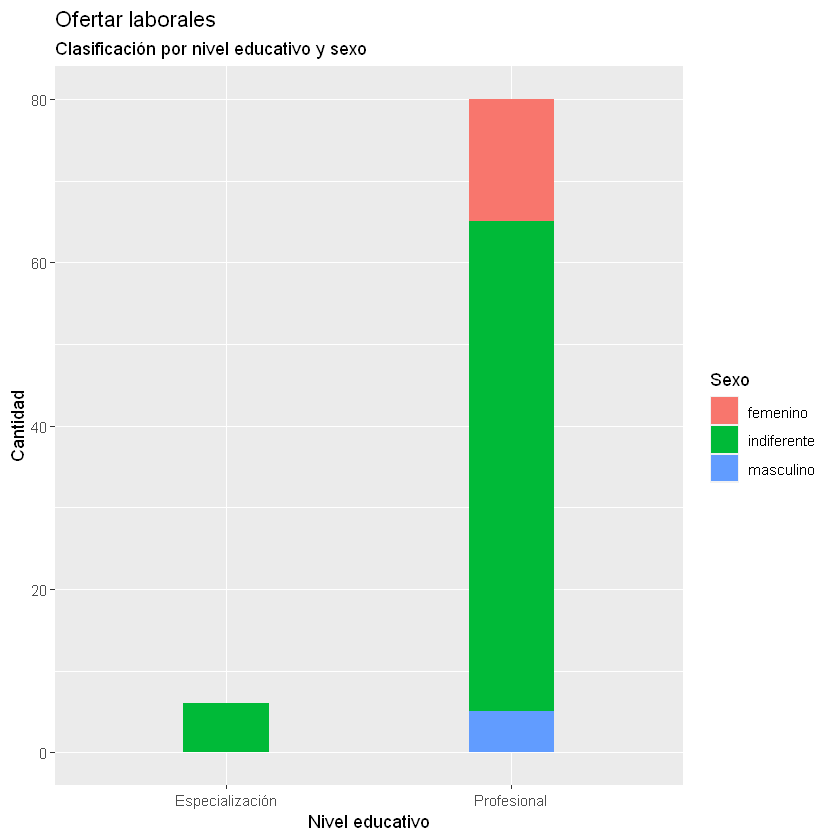 Ofertar laborales
Clasificación por nivel educativo y sexo
80
60
40
20
0
Cantidad
Especialización
Profesional
Nivel educativo
Sexo
femenino
indiferente
masculino